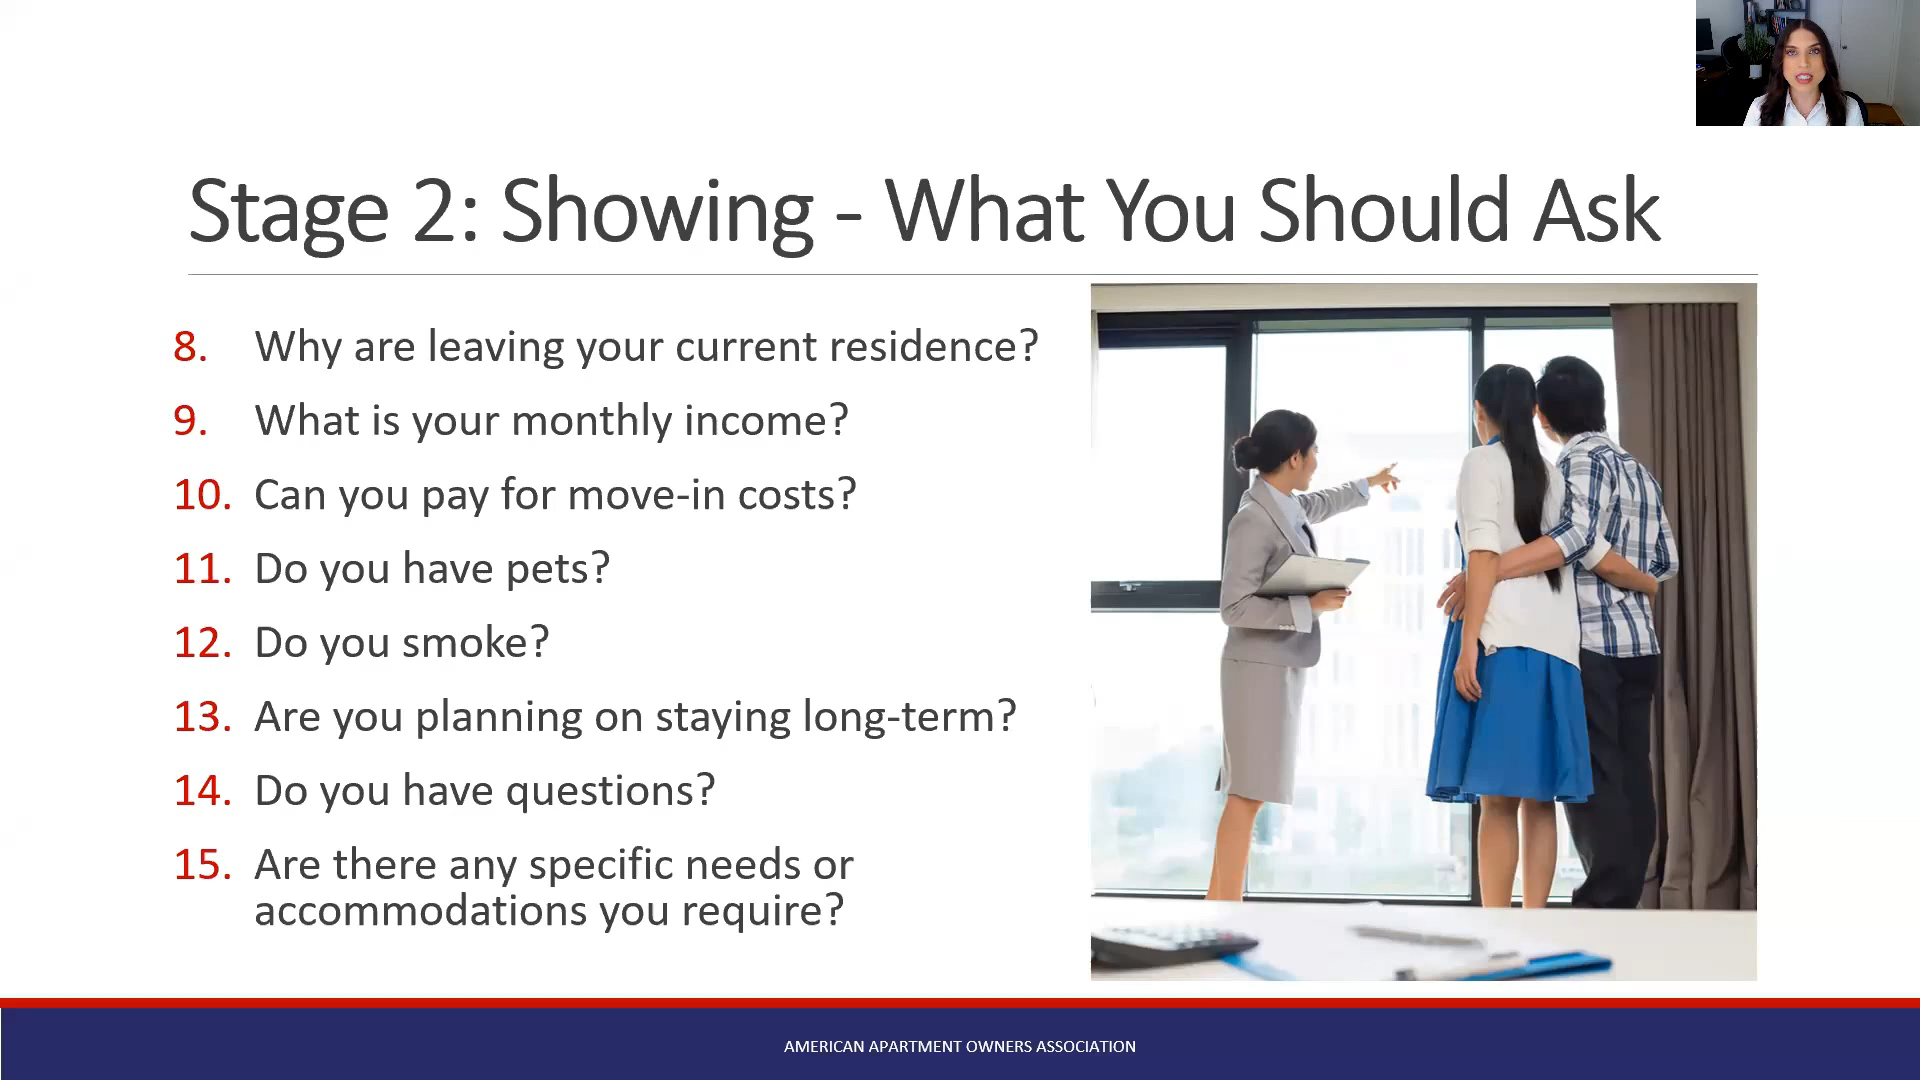 Stage 2: Showing - What You Should Ask
8. Why are leaving your current residence?
9. What is your monthly income?
10. Can you pay for move-in costs?
11. Do you have pets?
12. Do you smoke?
13. Are you planning on staying long-term?
14. Do you have questions?
15. Are there any specific needs or
accommodations you require?
AMERICAN APARTMENT OWNERS ASSOCIATION